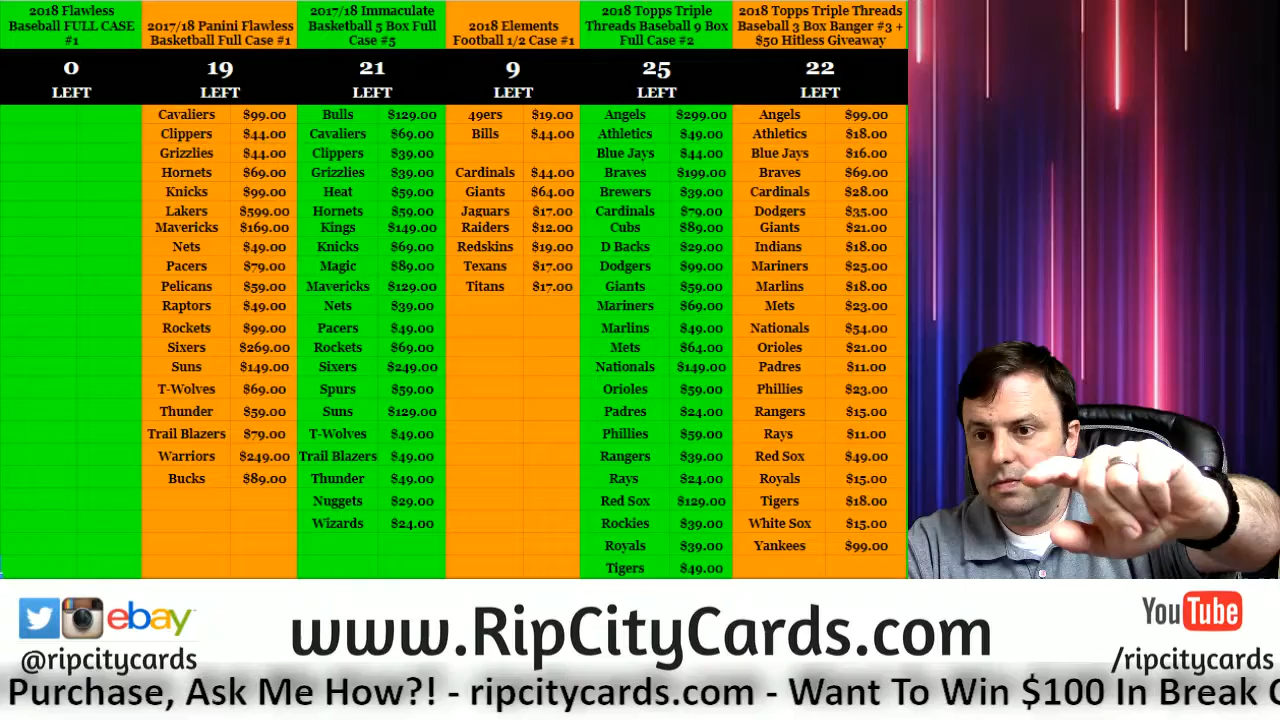 2018 Flawless
Baseball FULL CASE
#1
0
LEFT
2017/18 Panini Flawless
Basketball Full Case #1
19
LEFT
Cavaliers $99.00
Clippers $44.00
Grizzlies $44.00
Hornets $69.00
Knicks $99.00
Lakers $599.00
Mavericks $169.00
Nets $49.00
Pacers $79.00
Pelicans $59.00
Raptors $49.00
Rockets $99.00
Sixers $269.00
Suns $149.00
T-Wolves $69.00
Thunder $59.00
Trail Blazers $79.00
Warriors $249.00
Bucks $89.00
2017/18 Immaculate
Basketball 5 Box Full
Case #5
21
LEFT
Bulls $129.00
Cavaliers $69.00
Clippers $39.00
Grizzlies $39.00
Heat $59.00
Hornets $59.00
Kings $149.00
Knicks $69.00
Magic $89.00
Mavericks $129.00
Nets $39.00
Pacers $49.00
Rockets $69.00
Sixers $249.00
Spurs $59.00
Suns $129.00
T-Wolves $49.00
Trail Blazers $49.00
Thunder $49.00
Nuggets $29.00
Wizards $24.00
2018 Elements
Football 1/2 Case #1
9
LEFT
49ers $19.00
Bills $44.00
Cardinals $44.00
Giants $64.00
Jaguars $17.00
Raiders $12.00
Redskins $19.00
Texans $17.00
Titans $17.00
2018 Topps Triple
Threads Baseball 9 Box
Full Case #2
25
LEFT
Angels $299.00
Athletics $49.00
Blue Jays $44.00
Braves $199.00
Brewers $39.00
Cardinals $79.00
Cubs $89.00
D Backs $29.00
Dodgers $99.00
Giants $59.00
Mariners $69.00
Marlins $49.00
Mets $64.00
Nationals $149.00
Orioles $59.00
Padres $24.00
Phillies $59.00
Rangers $39.00
Rays $24.00
Red Sox $129.00
Rockies $39.00
Royals $39.00
Tigers $49.00
2018 Topps Triple Threads
Baseball 3 Box Banger #3 +
$50 Hitless Giveaway
22
LEFT
Angels $99.00
Athletics $18.00
Blue Jays $16.00
Braves $69.00
Cardinals $28.00
Dodgers $35.00
Giants $21.00
Indians $18.00
Mariners $25.00
Marlins $18.00
Mets $23.00
Nationals $54.00
Orioles $21.00
Padres $11.00
Phillies $23.00
Rangers $15.00
Rays $11.00
Red Sox $49.00
Royals $15.00
Tigers $18.00
White Sox $15.00
Yankees $99.00
ebay
@ripcitycards
www.RipCityCards.com
YouTube
/ripcitycards
Purchase, Ask Me How?! - ripcitycards.com - Want To Win $100 In Break